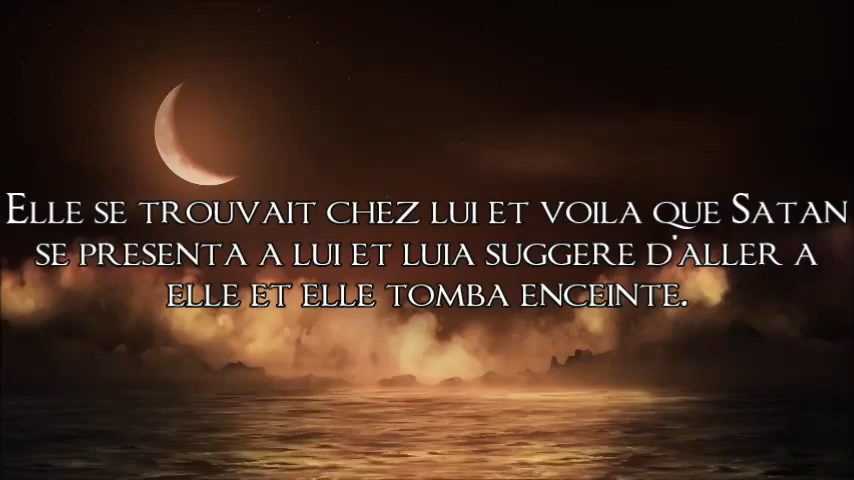 Elle se trouvait chez lui et voila que Satan
se presenta a lui et luia suggere d'aller a
elle et elle tomba enceinte.